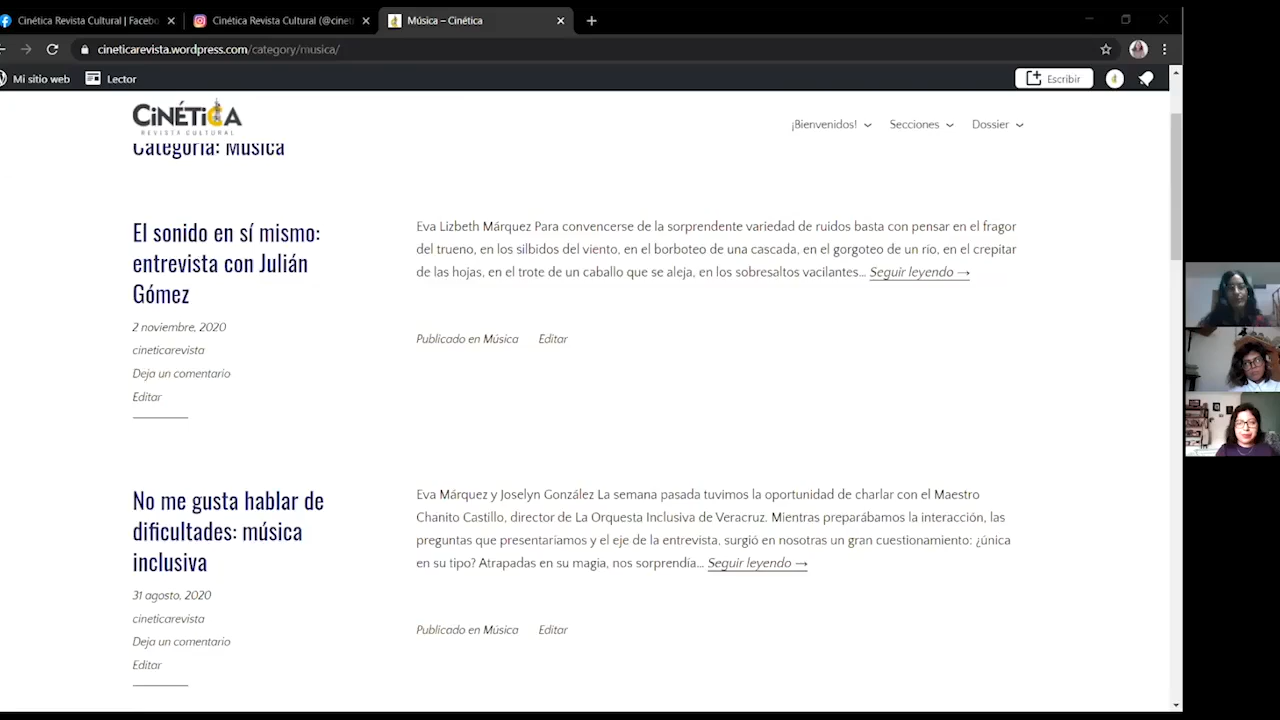 Cinética Revista Cultural | Facebo
Cinética Revista Cultural (@cinet
Música – Cinética
cineticarevista.wordpress.com/category/musica/
Mi sitio web
Lector
Escribir
CiNÉTiCA
REVISTA CULTURAL
¡Bienvenidos!
Secciones
Dossier
Categoría: Música
El sonido en sí mismo:
entrevista con Julián
Gómez
2 noviembre, 2020
cineticarevista
Deja un comentario
Editar
Eva Lizbeth Márquez Para convencerse de la sorprendente variedad de ruidos basta con pensar en el fragor
del trueno, en los silbidos del viento, en el borboteo de una cascada, en el gorgoteo de un río, en el crepitar
de las hojas, en el trote de un caballo que se aleja, en los sobresaltos vacilantes... Seguir leyendo →
Publicado en Música Editar
No me gusta hablar de
dificultades: música
inclusiva
31 agosto, 2020
cineticarevista
Deja un comentario
Editar
Eva Márquez y Joselyn González La semana pasada tuvimos la oportunidad de charlar con el Maestro
Chanito Castillo, director de La Orquesta Inclusiva de Veracruz. Mientras preparábamos la interacción, las
preguntas que presentaríamos y el eje de la entrevista, surgió en nosotras un gran cuestionamiento: ¿única
en su tipo? Atrapadas en su magia, nos sorprendía... Seguir leyendo →
Publicado en Música Editar